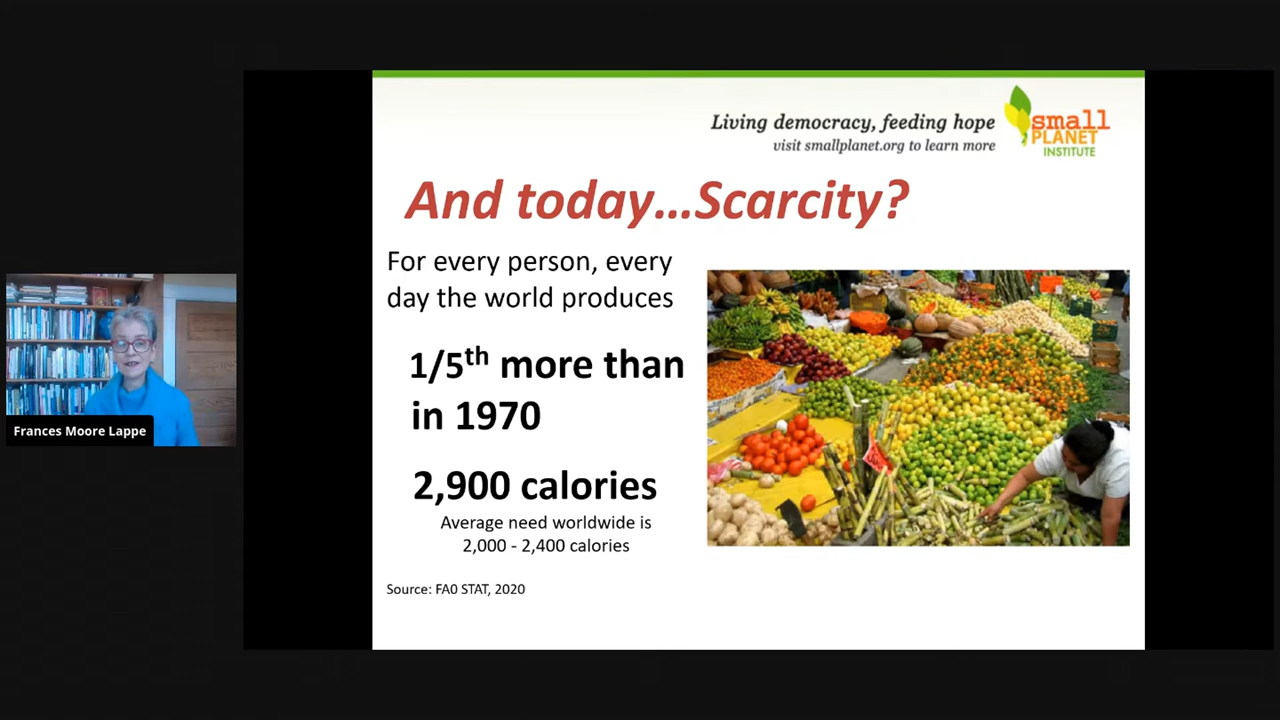 Living democracy, feeding hope
visit smallplanet.org to learn more
small
PLANET
INSTITUTE
And today...Scarcity?
For every person, every
day the world produces
1/5th more than
in 1970
2,900 calories
Average need worldwide is
2,000 - 2,400 calories
Source: FA0 STAT, 2020
Frances Moore Lappe